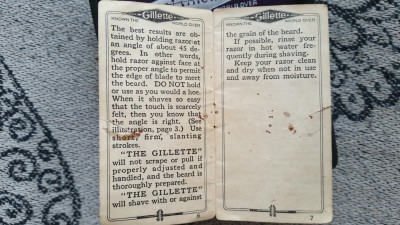 WORLD OVER
Gillette
KNOWN THE WORLD OVER
The best results are ob-
tained by holding razor at
an angle of about 45 de-
grees. In other words,
hold razor against face at
the proper angle to permit
the edge of blade to meet
the beard. DO NOT hold
or use as you would a hoe.
When it shaves so easy
that the touch is scarcely
felt, then you know that
the angle is right. (See
illustration, page 3.) Use
short, firm, slanting
strokes.
"THE GILLETTE"
will not scrape or pull if
properly adjusted and
handled, and the beard is
thoroughly prepared.
"THE GILLETTE"
will shave with or against
6
Gillette
KNOWN THE WORLD OVER
the grain of the beard.
If possible, rinse your
razor in hot water fre-
quently during shaving.
Keep your razor clean
and dry when not in use
and away from moisture.
7